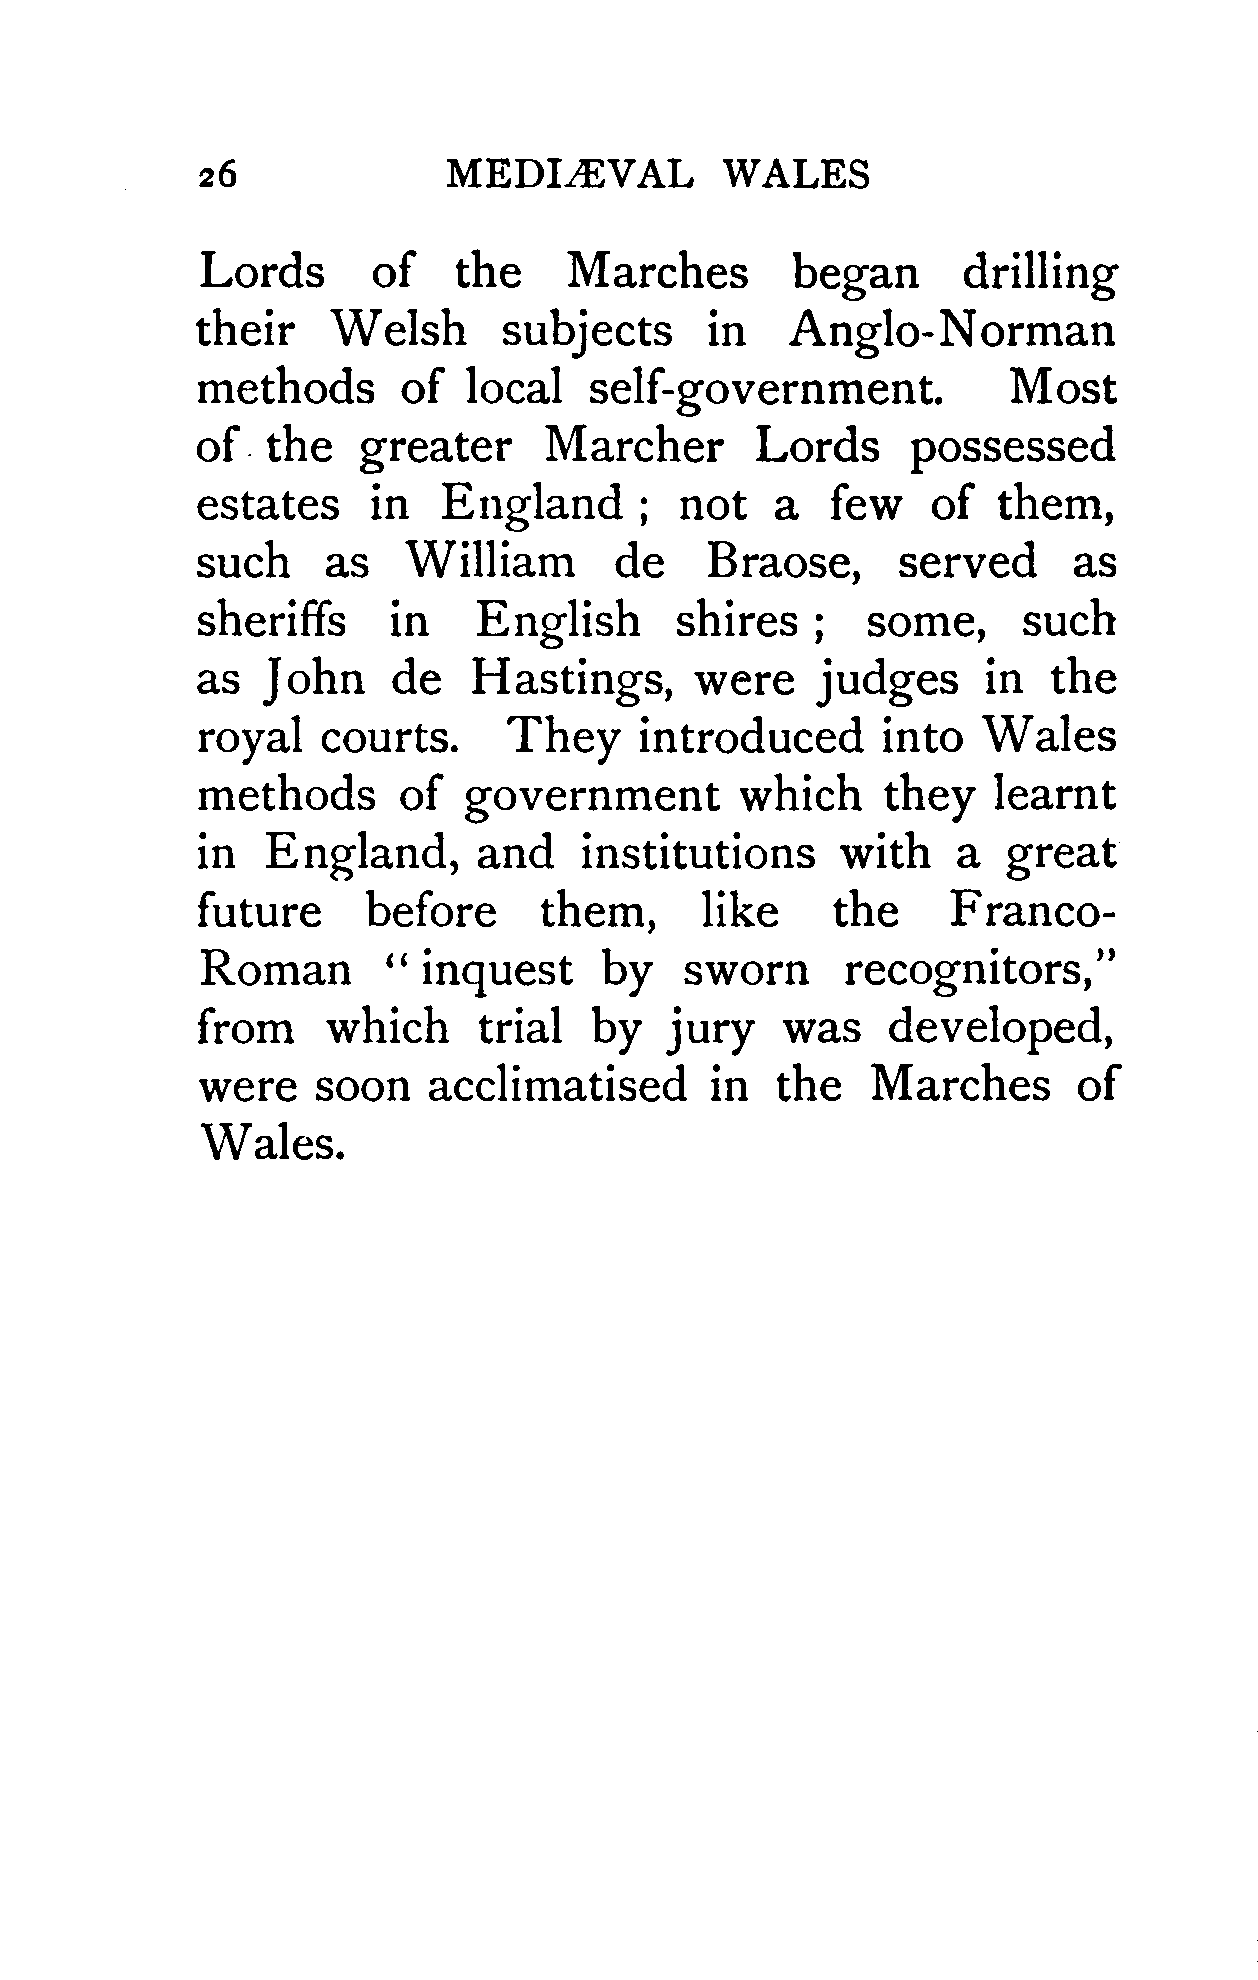 26 MEDIÆVAL WALES
Lords of the Marches began drilling
their Welsh subjects in Anglo-Norman
methods of local self-government. Most
of the greater Marcher Lords possessed
estates in England ; not a few of them,
such as William de Braose, served as
sheriffs in English shires ; some, such
as John de Hastings, were judges in the
royal courts. They introduced into Wales
methods of government which they learnt
in England, and institutions with a great
future before them, like the Franco-
Roman “ inquest by sworn recognitors,”
from which trial by jury was developed,
were soon acclimatised in the Marches of
Wales.